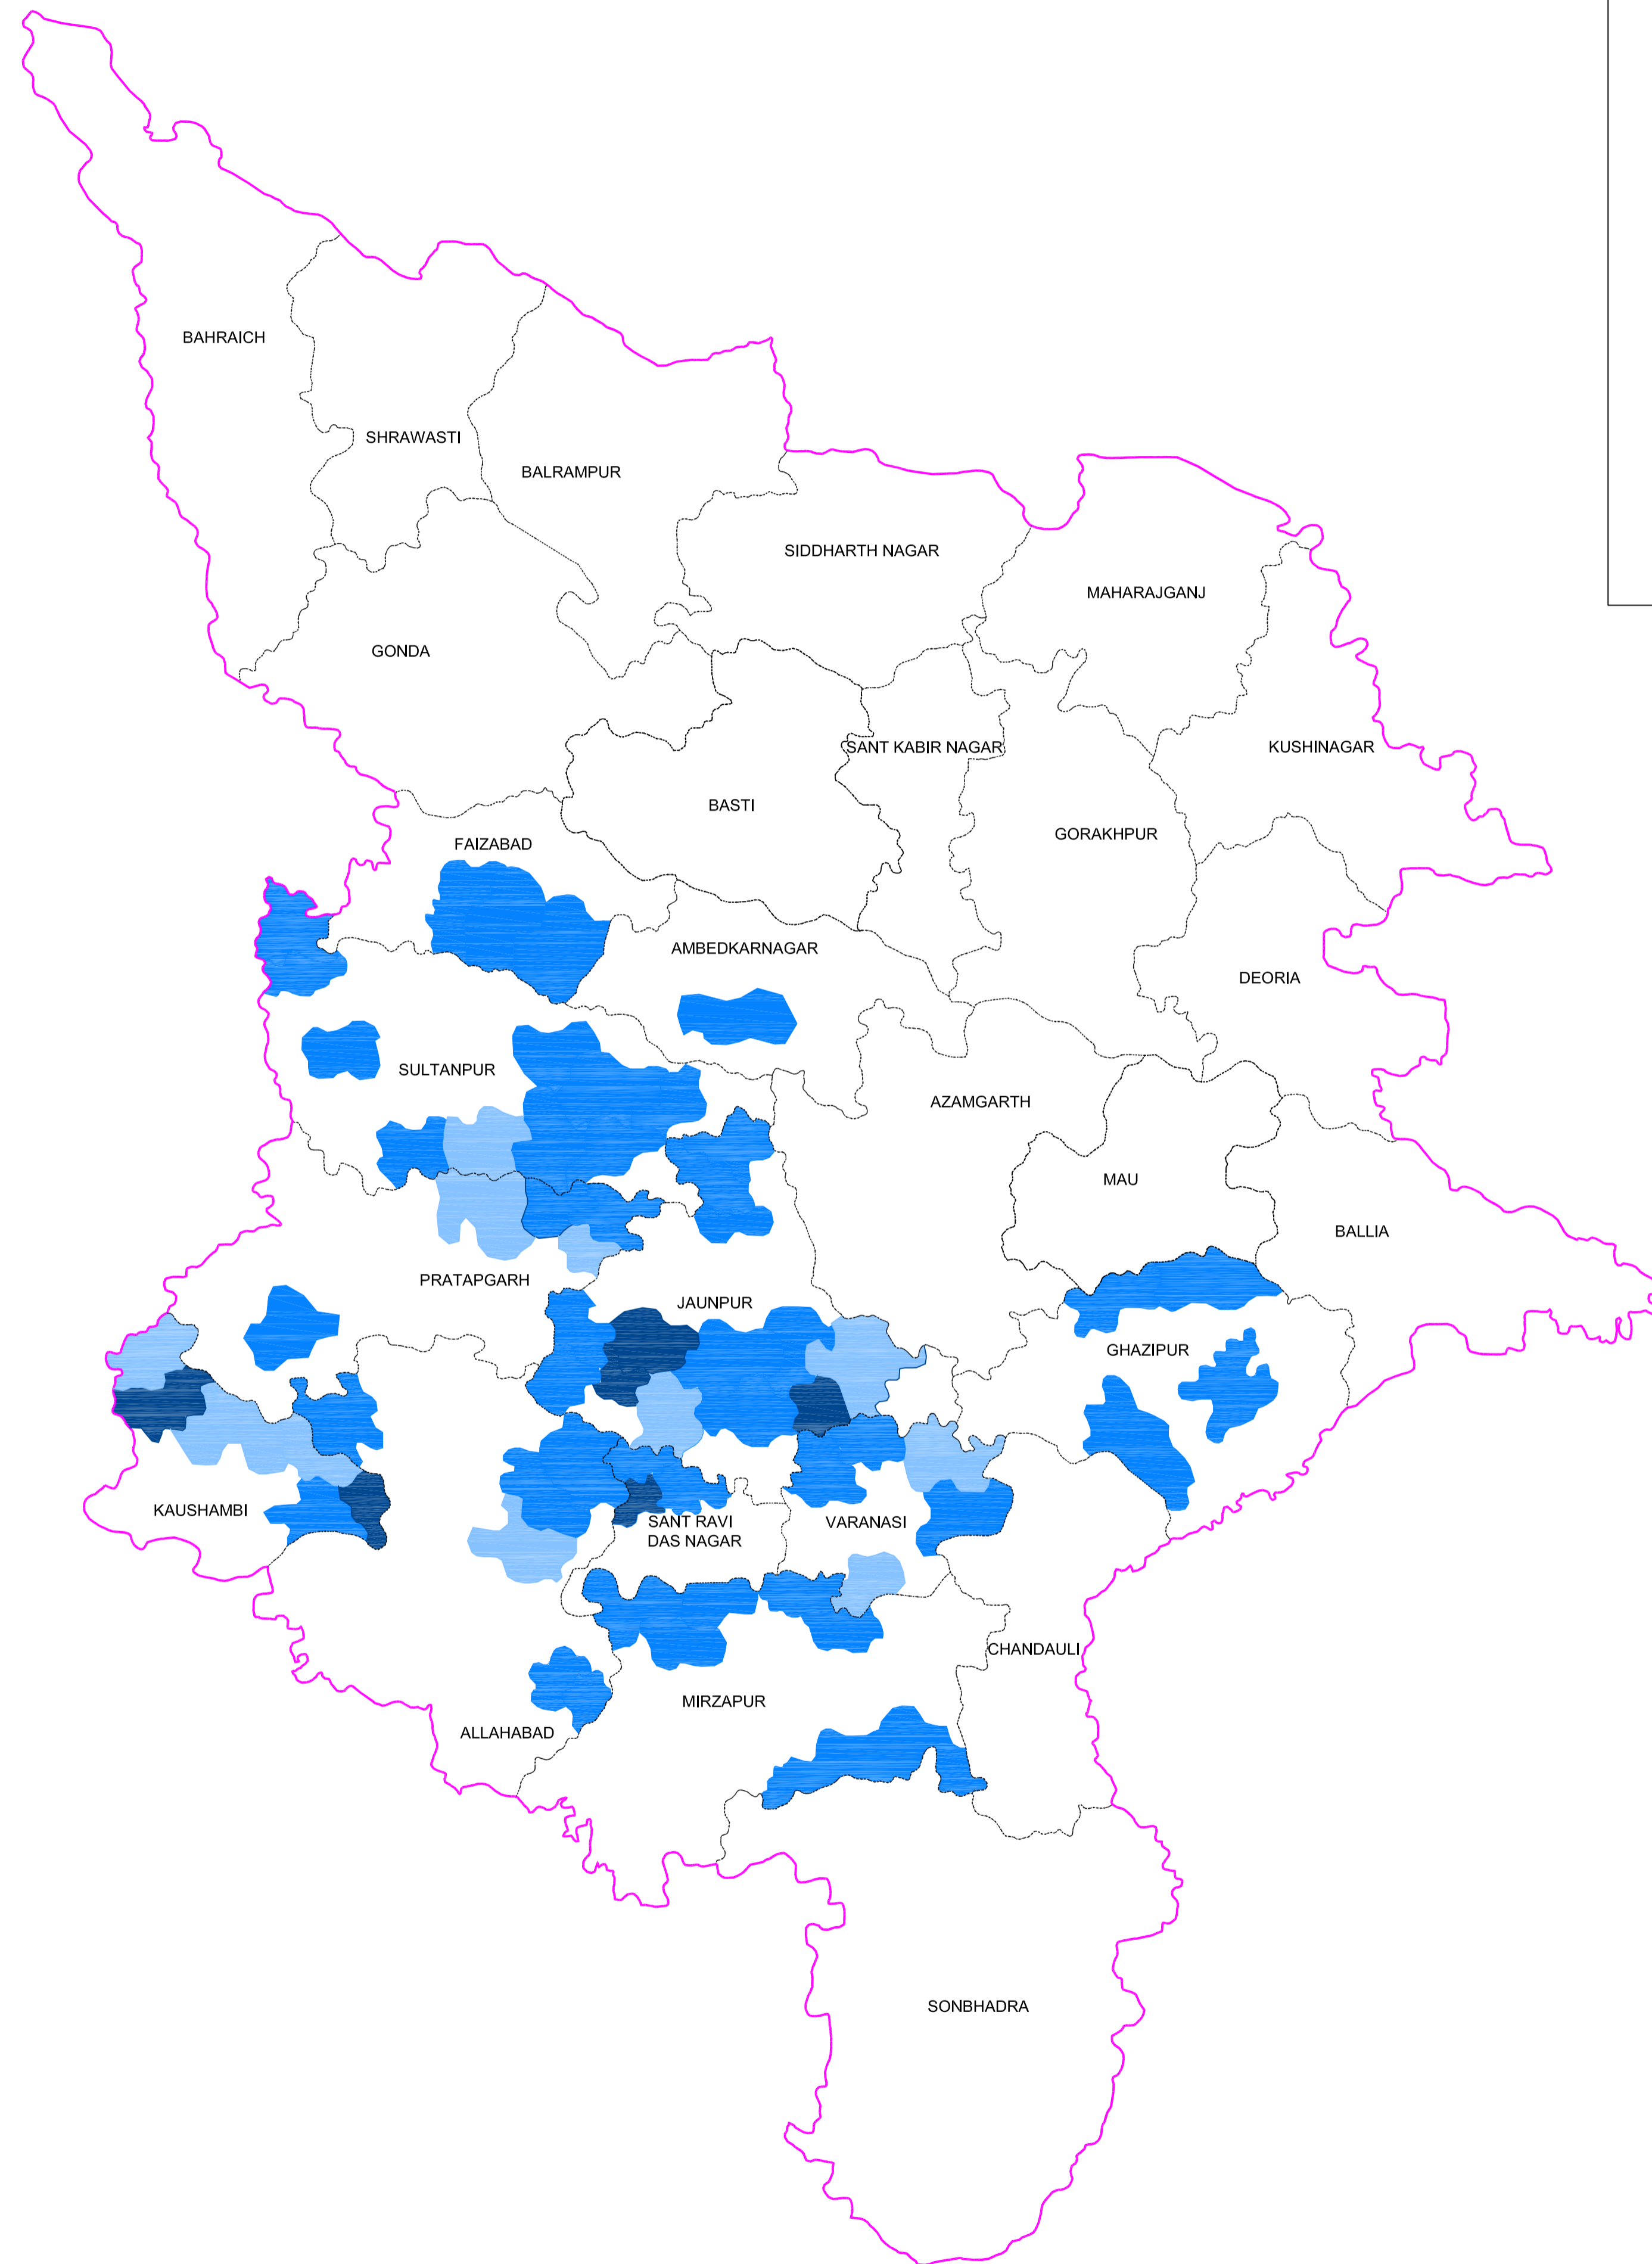 BAHRAICH
SHRAWASTI
BALRAMPUR
SIDDHARTH NAGAR
MAHARAJGANJ
GONDA
SANT KABIR NAGAR
KUSHINAGAR
BASTI
GORAKHPUR
FAIZABAD
AMBEDKARNAGAR
DEORIA
SULTANPUR
AZAMGARTH
MAU
BALLIA
PRATAPGARH
JAUNPUR
GHAZIPUR
KAUSHAMBI
SANT RAVI
DAS NAGAR
VARANASI
CHANDAULI
MIRZAPUR
ALLAHABAD
SONBHADRA